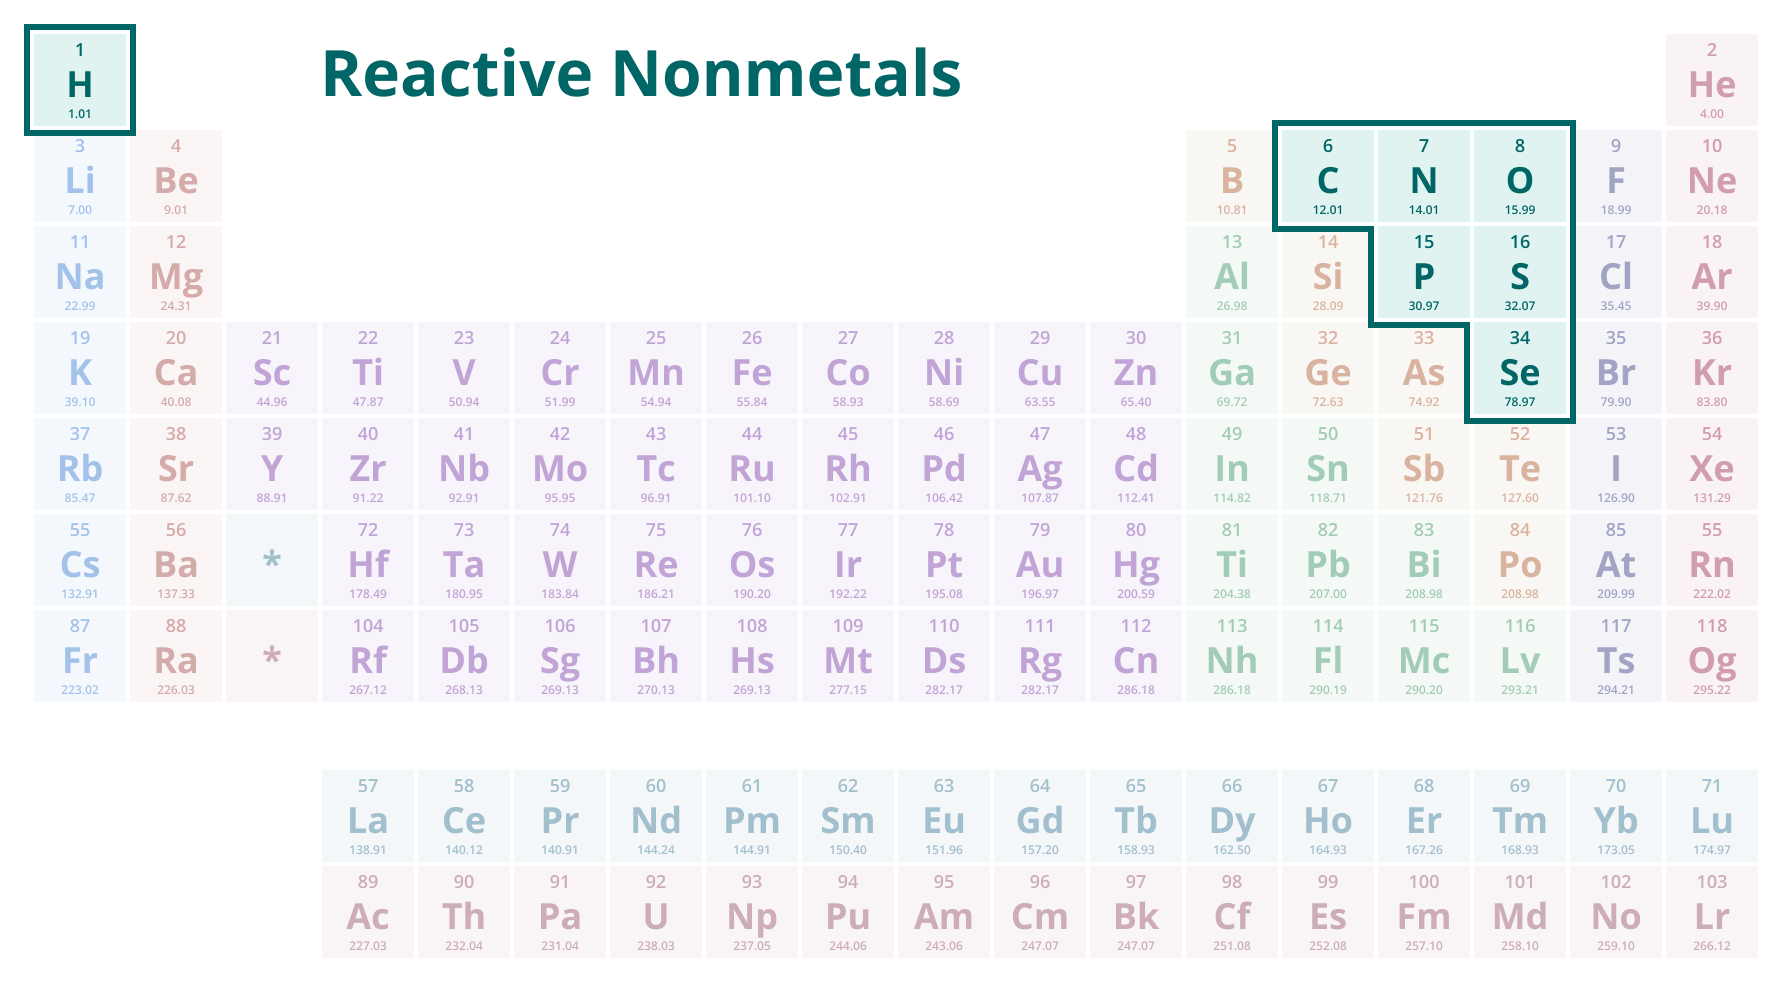 Reactive Nonmetals
1 2
H He
1.01 4.00
3 4 5 6 7 8 9 10
Li Be B C N O F Ne
7.00 9.01 10.81 12.01 14.01 15.99 18.99 20.18
11 12 13 14 15 16 17 18
Na Mg Al Si P S Cl Ar
22.99 24.31 26.98 28.09 30.97 32.07 35.45 39.90
19 20 21 22 23 24 25 26 27 28 29 30 31 32 33 34 35 36
K Ca Sc Ti V Cr Mn Fe Co Ni Cu Zn Ga Ge As Se Br Kr
39.10 40.08 44.96 47.87 50.94 51.99 54.94 55.84 58.93 58.69 63.55 65.40 69.72 72.63 74.92 78.97 79.90 83.80
37 38 39 40 41 42 43 44 45 46 47 48 49 50 51 52 53 54
Rb Sr Y Zr Nb Mo Tc Ru Rh Pd Ag Cd In Sn Sb Te I Xe
85.47 87.62 88.91 91.22 92.91 95.95 96.91 101.10 102.91 106.42 107.87 112.41 114.82 118.71 121.76 127.60 126.90 131.29
55 56 72 73 74 75 76 77 78 79 80 81 82 83 84 85 55
Cs Ba * Hf Ta W Re Os Ir Pt Au Hg Ti Pb Bi Po At Rn
132.91 137.33 178.49 180.95 183.84 186.21 190.20 192.22 195.08 196.97 200.59 204.38 207.00 208.98 208.98 209.99 222.02
87 88 104 105 106 107 108 109 110 111 112 113 114 115 116 117 118
Fr Ra * Rf Db Sg Bh Hs Mt Ds Rg Cn Nh Fl Mc Lv Ts Og
223.02 226.03 267.12 268.13 269.13 270.13 269.13 277.15 282.17 282.17 286.18 286.18 290.19 290.20 293.21 294.21 295.22
57 58 59 60 61 62 63 64 65 66 67 68 69 70 71
La Ce Pr Nd Pm Sm Eu Gd Tb Dy Ho Er Tm Yb Lu
138.91 140.12 140.91 144.24 144.91 150.40 151.96 157.20 158.93 162.50 164.93 167.26 168.93 173.05 174.97
89 90 91 92 93 94 95 96 97 98 99 100 101 102 103
Ac Th Pa U Np Pu Am Cm Bk Cf Es Fm Md No Lr
227.03 232.04 231.04 238.03 237.05 244.06 243.06 247.07 247.07 251.08 252.08 257.10 258.10 259.10 266.12